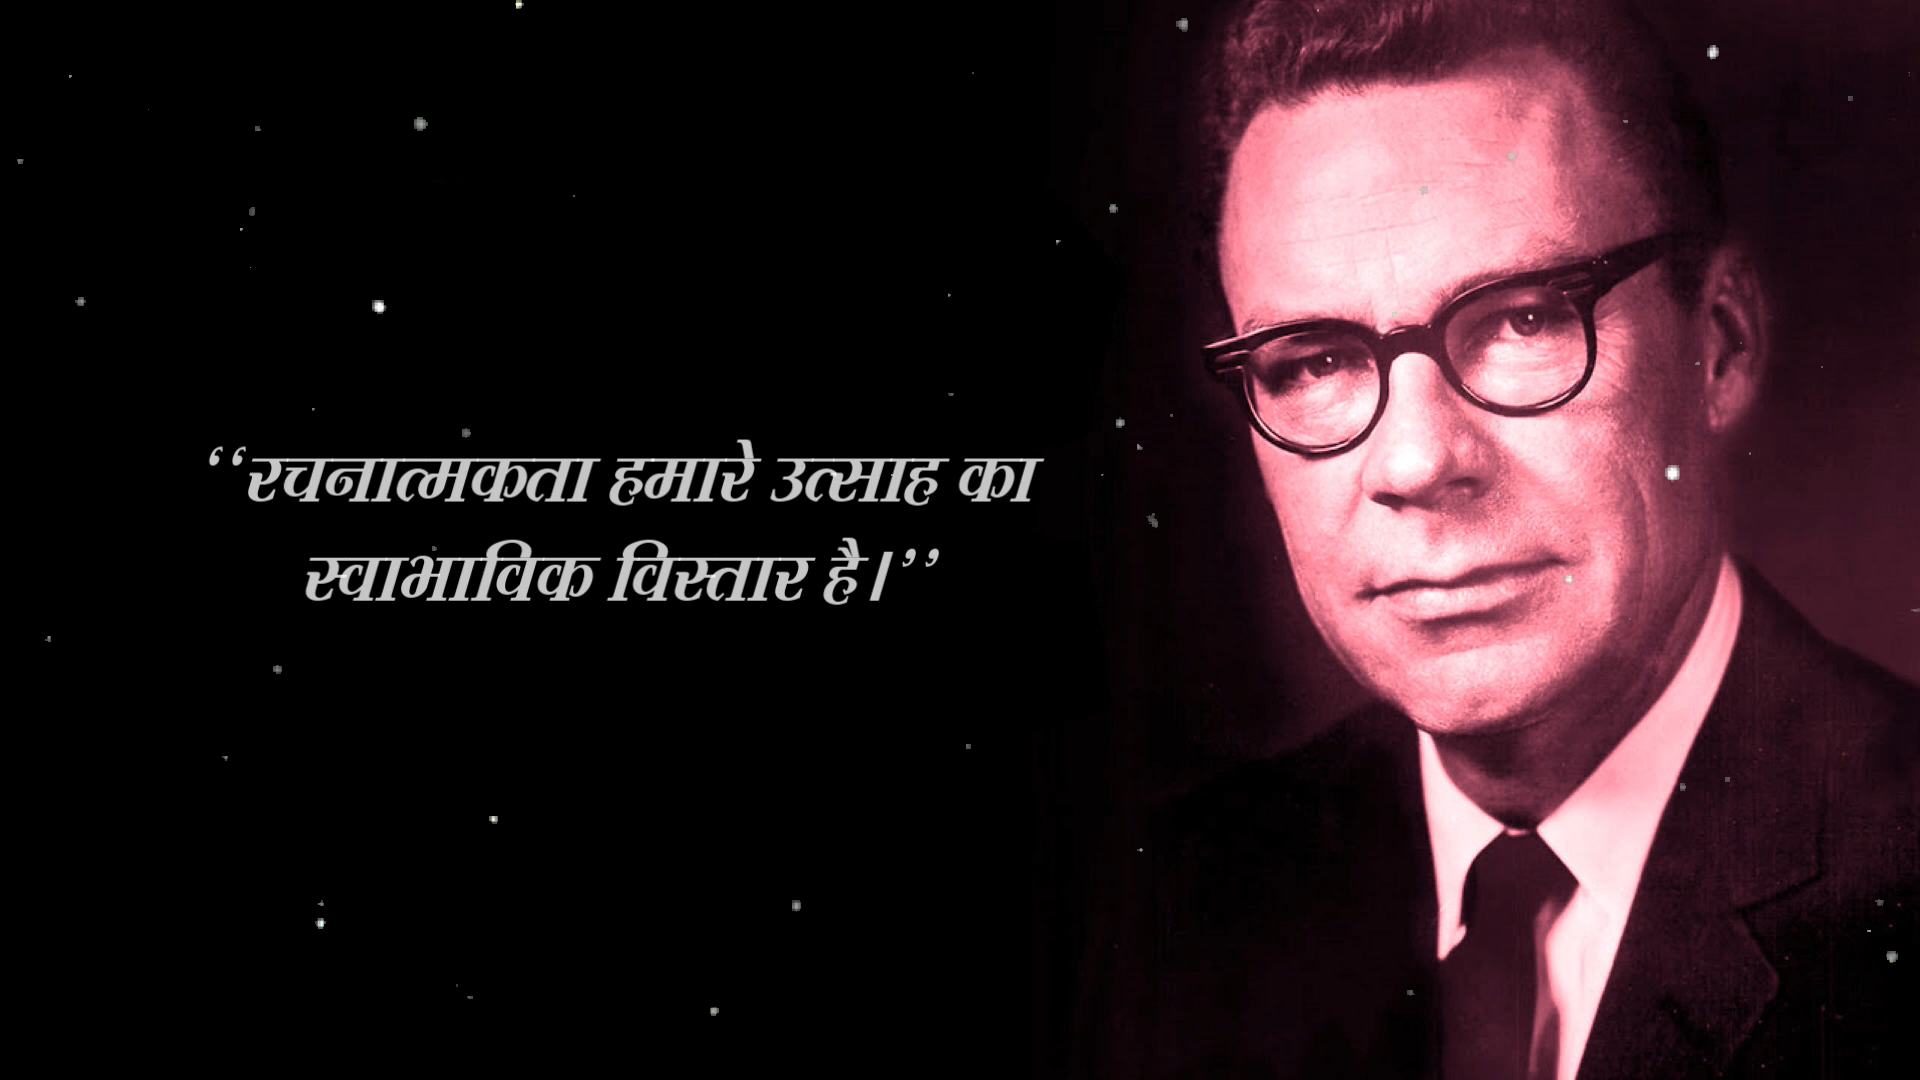 ‘‘रचनात्मकता हमारे उत्साह का
स्वाभाविक विस्तार है।’’